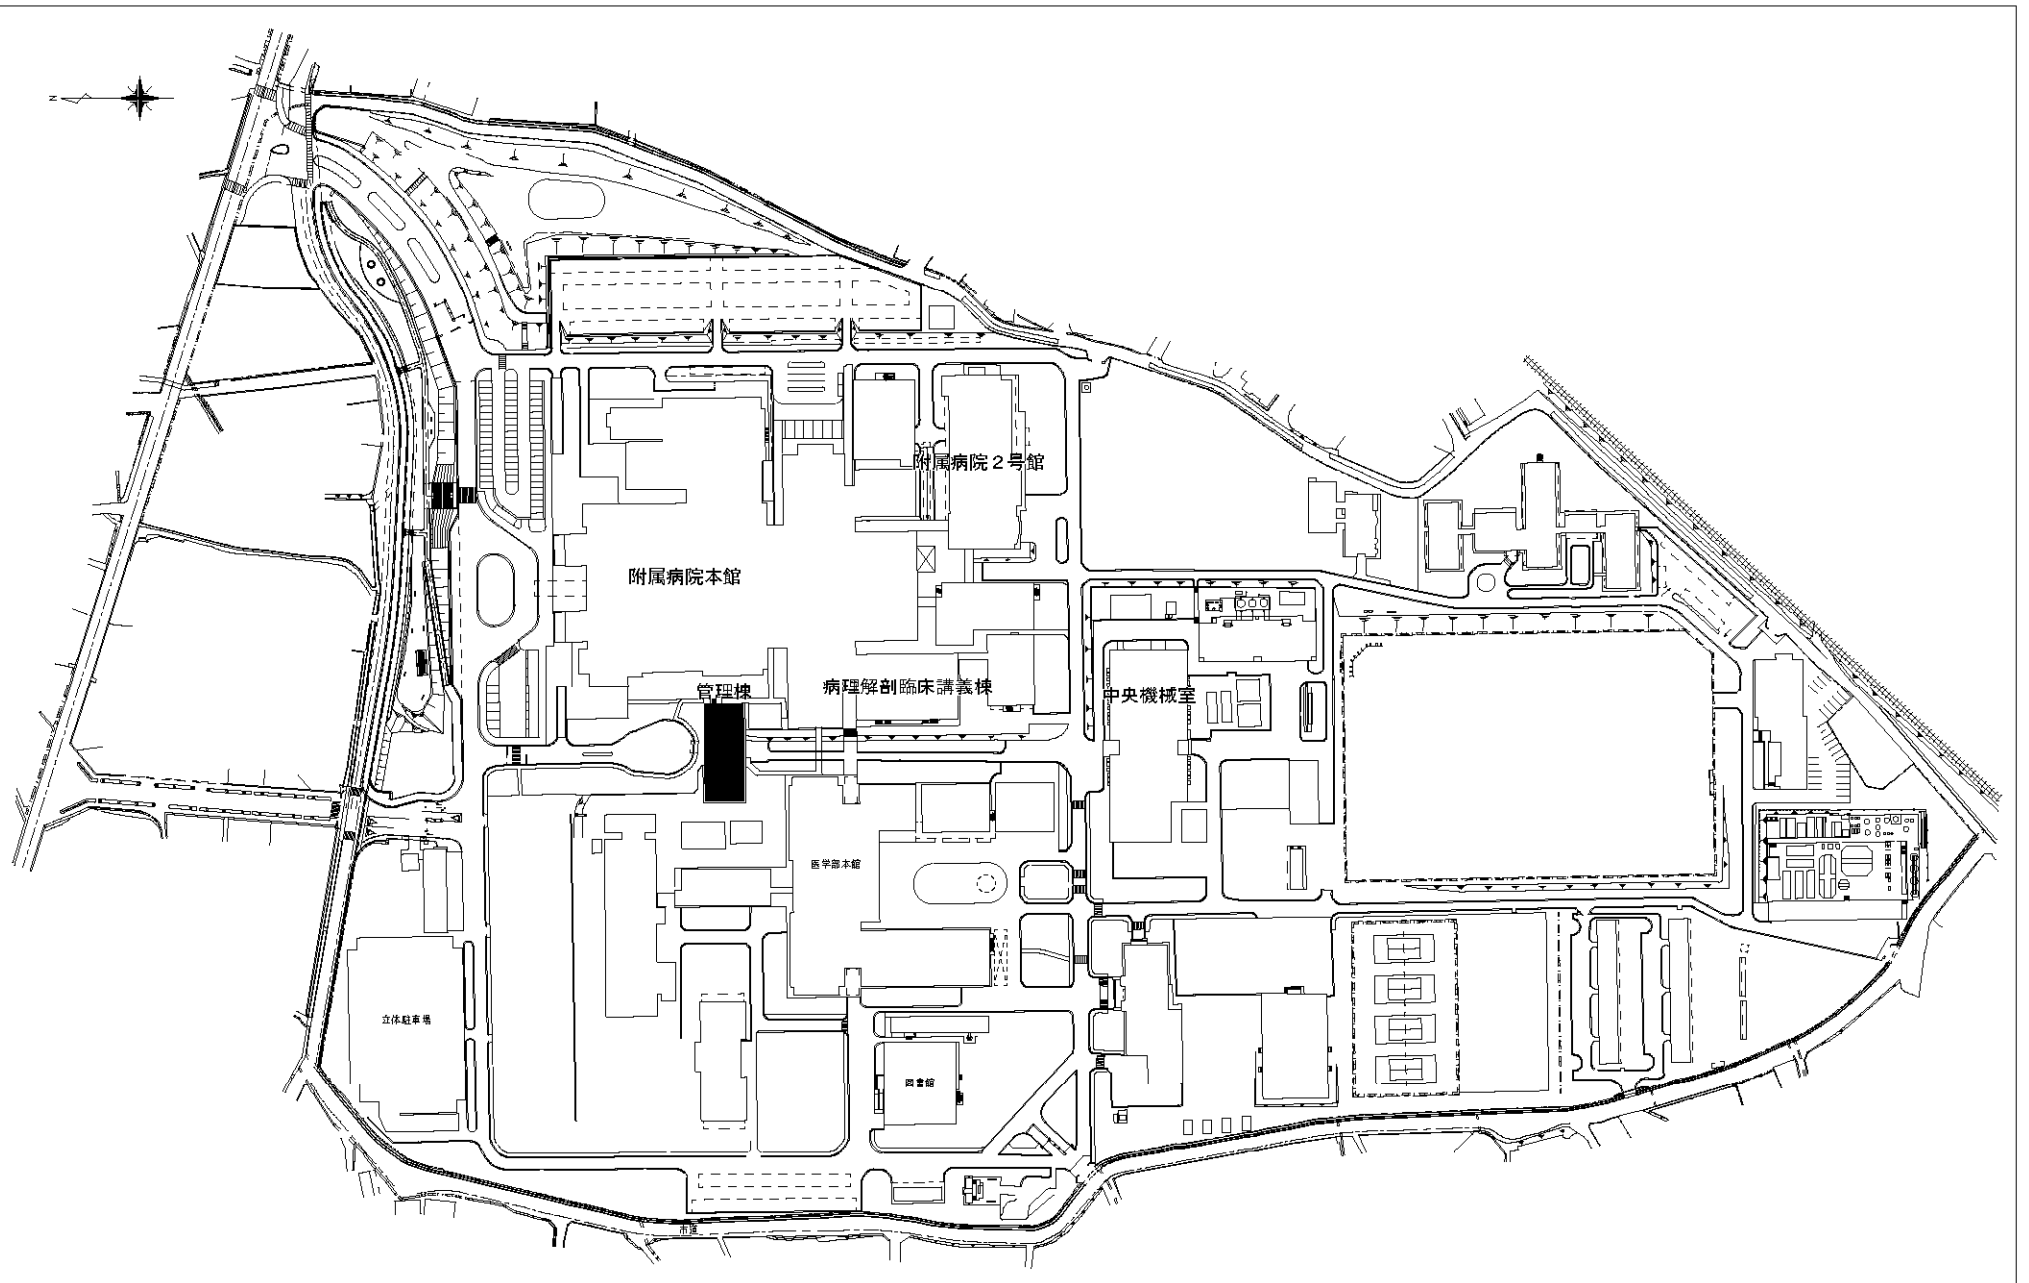 N
附属病院2号館
附属病院本館
管理棟
病理解剖臨床講義棟
中央機械室
医学部本館
立体駐車場
図書館
市道